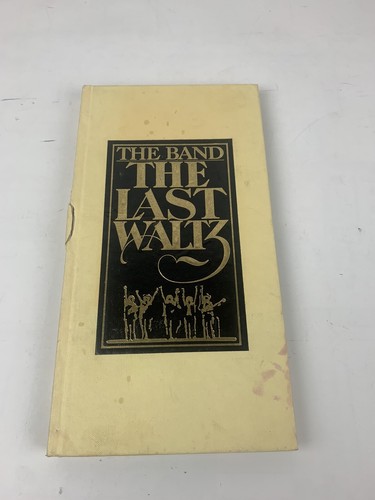 THE BAND
THE
LAST
WALTZ